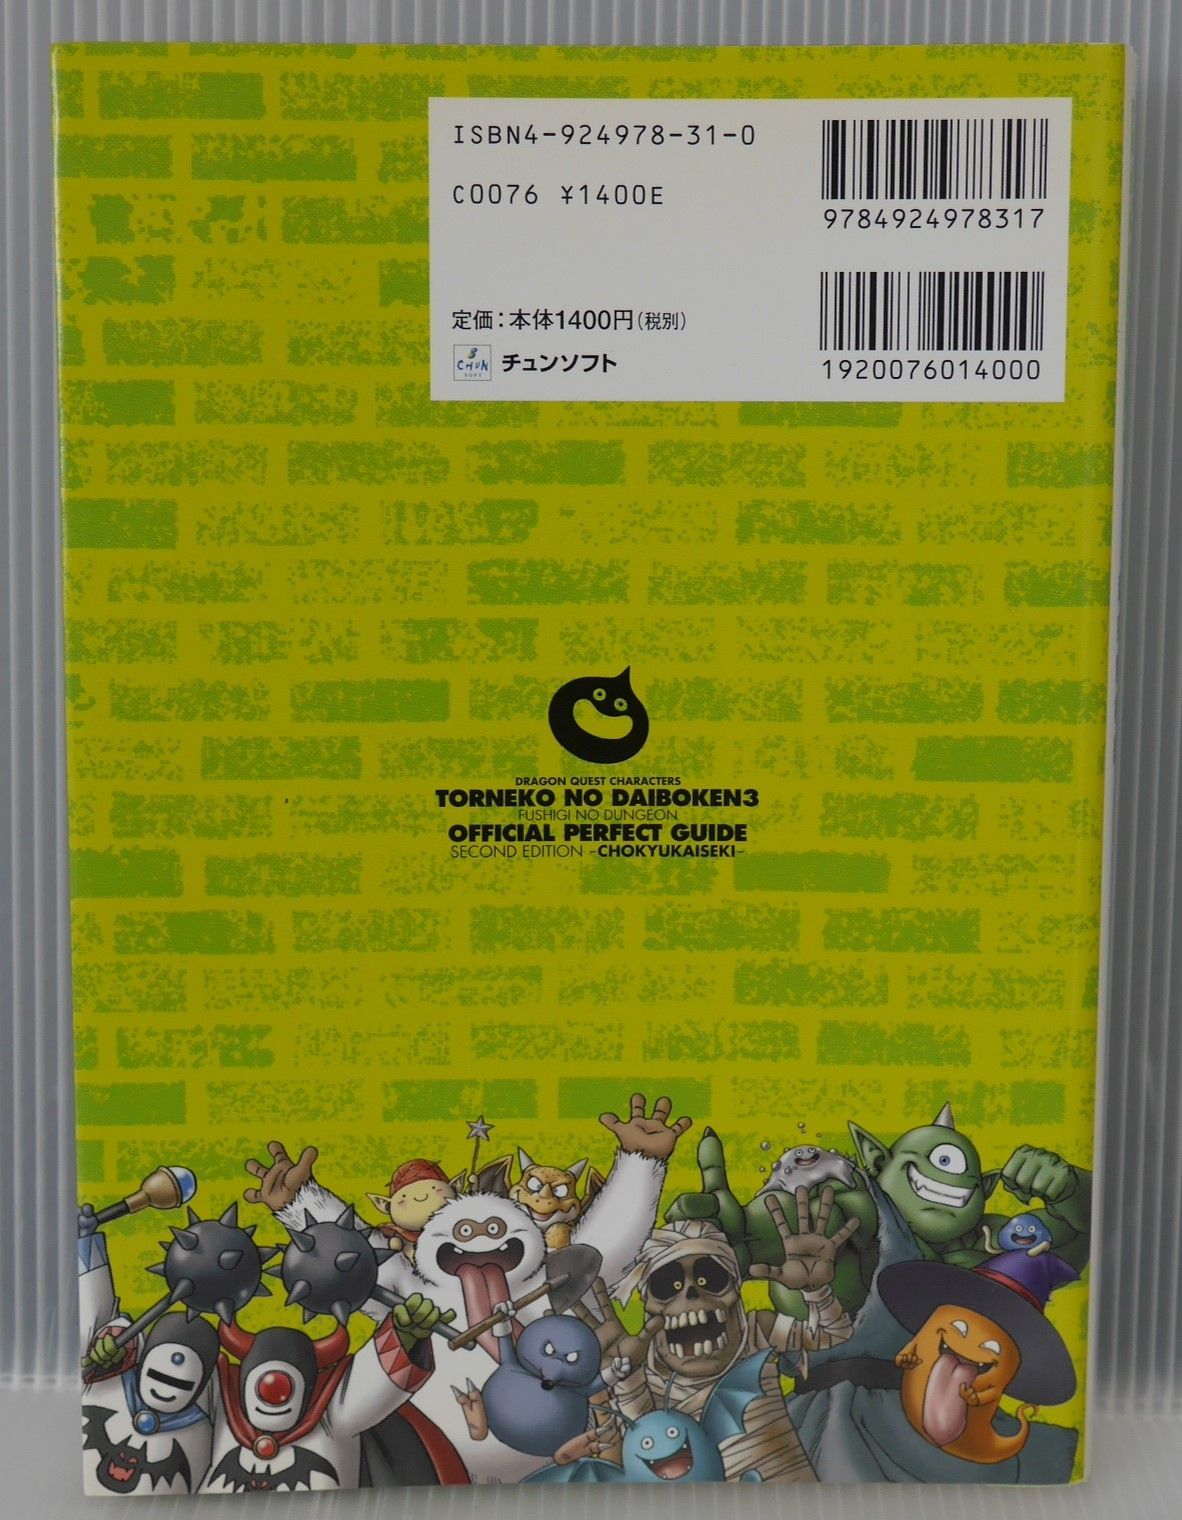 ISBN4-924978-31-0
C0076 ¥1400E
9784924978317
定価：本体1400円（税別）
CHUN
SOFT
チュンソフト
1920076014000
DRAGON QUEST CHARACTERS
TORNEKO NO DAIBOKEN3
FUSHIGI NO DUNGEON
OFFICIAL PERFECT GUIDE
SECOND EDITION -CHOKYUKAISEKI-